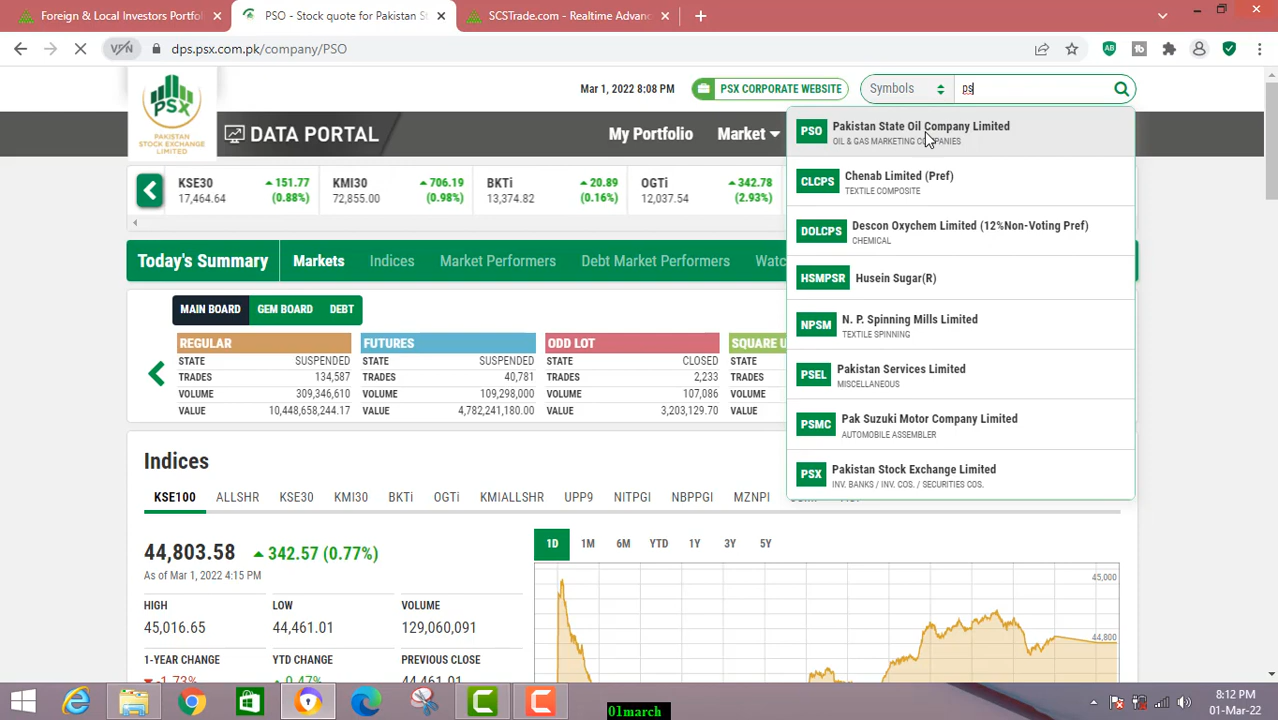 Foreign & Local Investors Portfol
PSO - Stock quote for Pakistan S
SCSTrade.com - Realtime Advanc
VPN
dps.psx.com.pk/company/PSO
PSX
PAKISTAN
STOCK EXCHANGE
LIMITED
DATA PORTAL
Mar 1, 2022 8:08 PM
PSX CORPORATE WEBSITE
Symbols
ps
My Portfolio
Market
PSO
Pakistan State Oil Company Limited
OIL & GAS MARKETING COMPANIES
CLCPS
Chenab Limited (Pref)
TEXTILE COMPOSITE
DOLCPS
Descon Oxychem Limited (12%Non-Voting Pref)
CHEMICAL
HSMPSR
Husein Sugar(R)
NPSM
N. P. Spinning Mills Limited
TEXTILE SPINNING
PSEL
Pakistan Services Limited
MISCELLANEOUS
PSMC
Pak Suzuki Motor Company Limited
AUTOMOBILE ASSEMBLER
PSX
Pakistan Stock Exchange Limited
INV. BANKS / INV. COS. / SECURITIES COS.
KSE30 151.77
17,464.64 (0.88%)
KMI30 706.19
72,855.00 (0.98%)
BKTi 20.89
13,374.82 (0.16%)
OGTi 342.78
12,037.54 (2.93%)
Today's Summary
Markets
Indices
Market Performers
Debt Market Performers
Watc
MAIN BOARD
GEM BOARD
DEBT
REGULAR
STATE SUSPENDED
TRADES 134,587
VOLUME 309,346,610
VALUE 10,448,658,244.17
FUTURES
STATE SUSPENDED
TRADES 40,781
VOLUME 109,298,000
VALUE 4,782,241,180.00
ODD LOT
STATE CLOSED
TRADES 2,233
VOLUME 107,086
VALUE 3,203,129.70
SQUARE U
STATE
TRADES
VOLUME
VALUE
Indices
KSE100 ALLSHR KSE30 KMI30 BKTi OGTi KMIALLSHR UPP9 NITPGI NBPPGI MZNPI
44,803.58 342.57 (0.77%)
As of Mar 1, 2022 4:15 PM
HIGH
45,016.65
LOW
44,461.01
VOLUME
129,060,091
1-YEAR CHANGE
-1.73%
YTD CHANGE
0.47%
PREVIOUS CLOSE
44,461.01
1D 1M 6M YTD 1Y 3Y 5Y
45,000
44,800
01march
8:12 PM
01-Mar-22